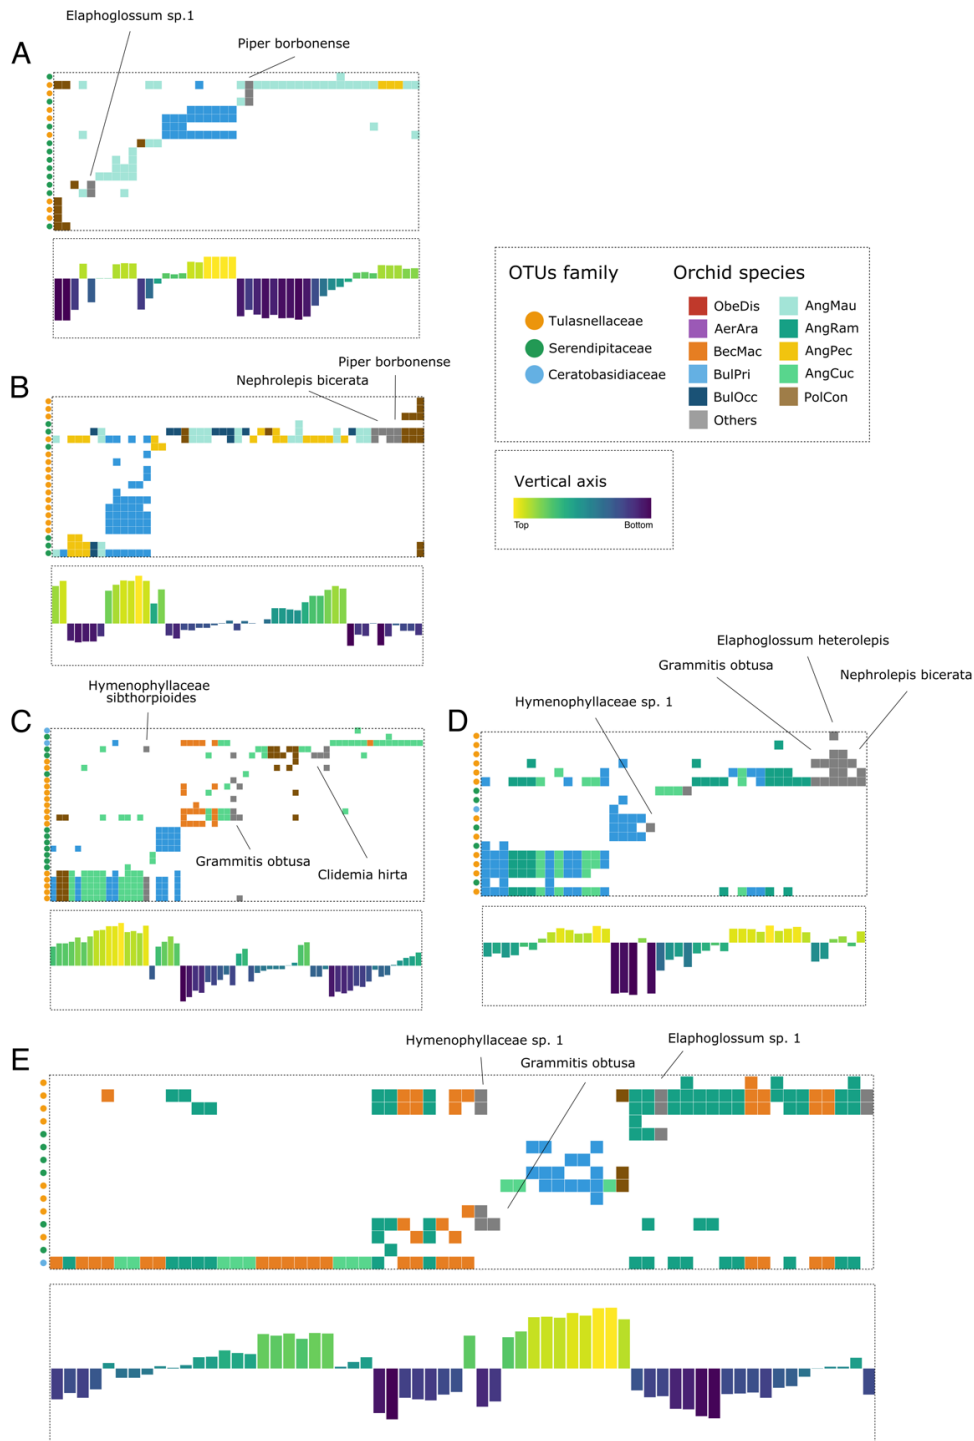 Elaphoglossum sp.1
A
Piper borbonense
OTUs family
Orchid species
Tulasnellaceae
Serendipitaceae
Ceratobasidiaceae
ObeDis
AerAra
BecMac
BulPri
BulOcc
Others
AngMau
AngRam
AngPec
AngCuc
PolCon
Vertical axis
Top
Bottom
B
Piper borbonense
Nephrolepis bicerata
C
Hymenophyllaceae
sibthorpioides
Grammitis obtusa
Clidemia hirta
D
Elaphoglossum heterolepis
Grammitis obtusa
Nephrolepis bicerata
Hymenophyllaceae sp. 1
E
Hymenophyllaceae sp. 1
Elaphoglossum sp. 1
Grammitis obtusa